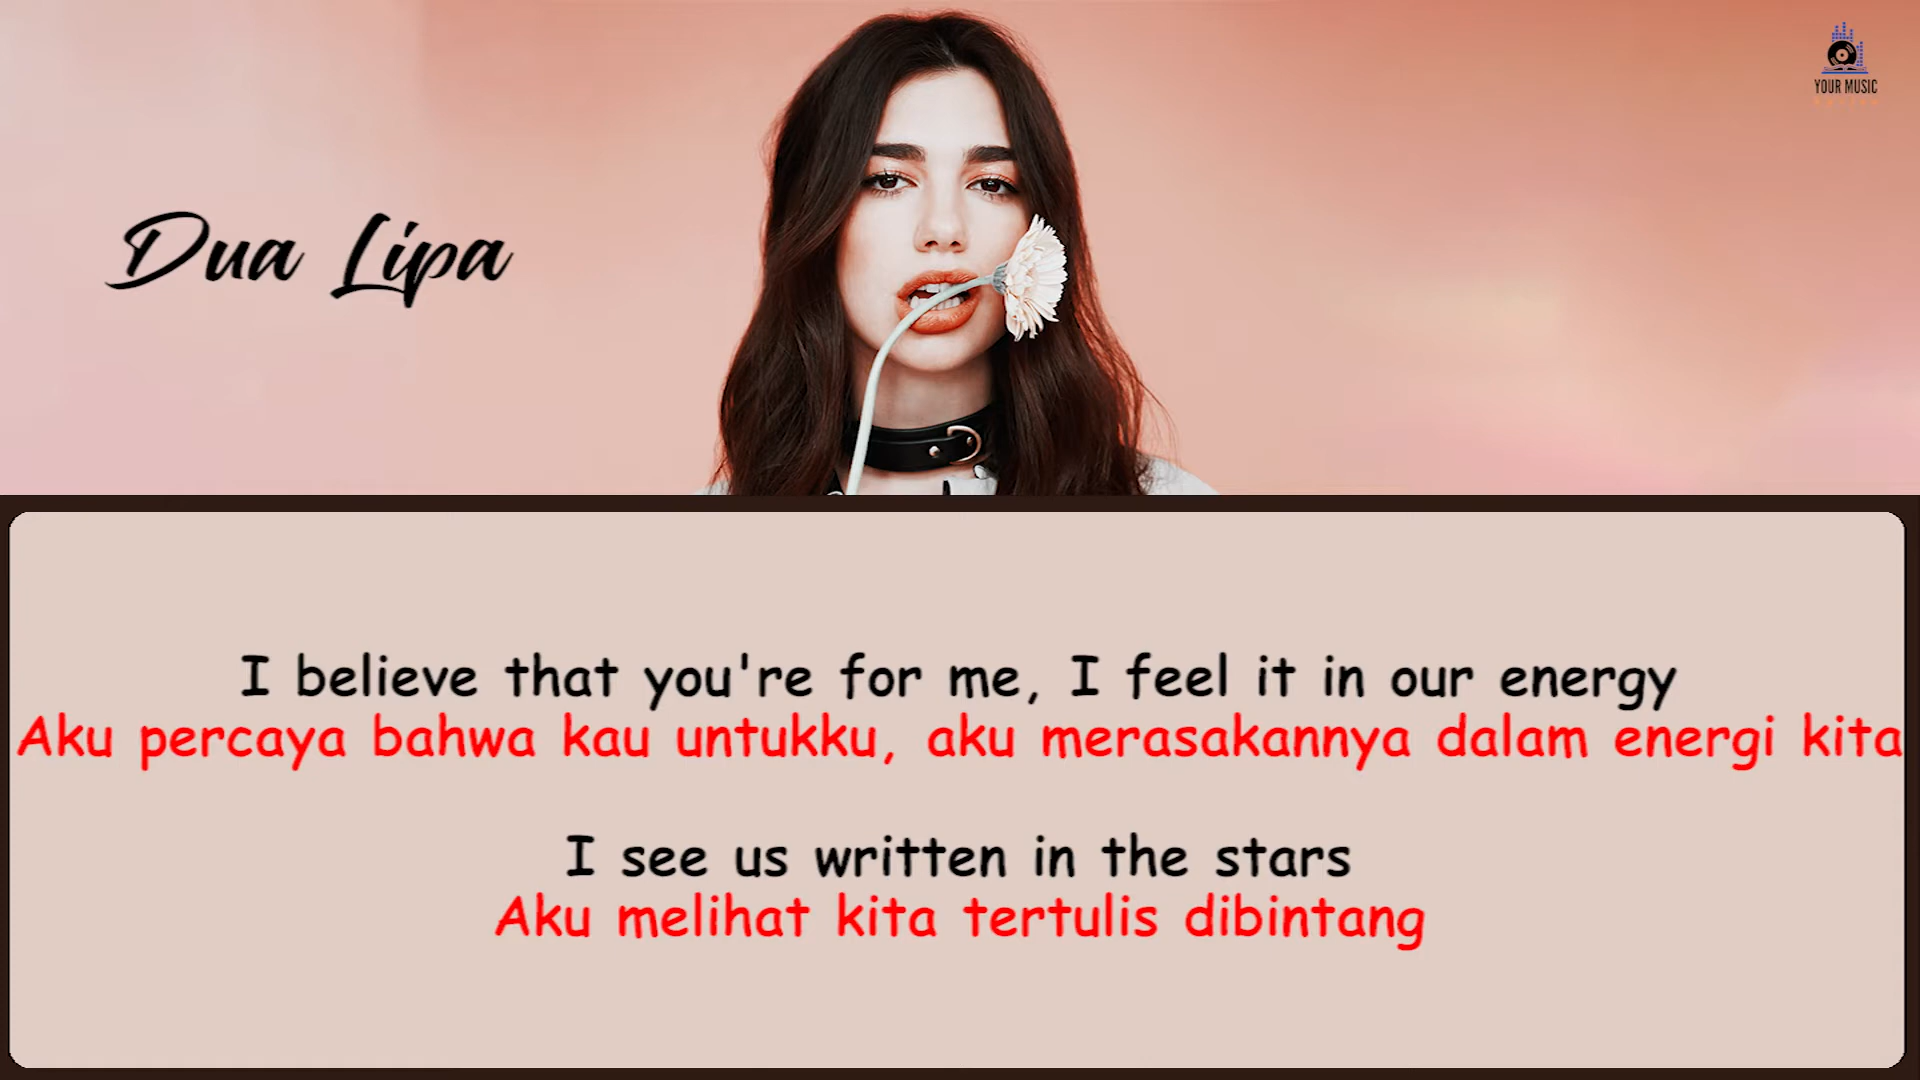 Dua Lipa
YOUR MUSIC
I believe that you're for me, I feel it in our energy
Aku percaya bahwa kau untukku, aku merasakannya dalam energi kita
I see us written in the stars
Aku melihat kita tertulis dibintang